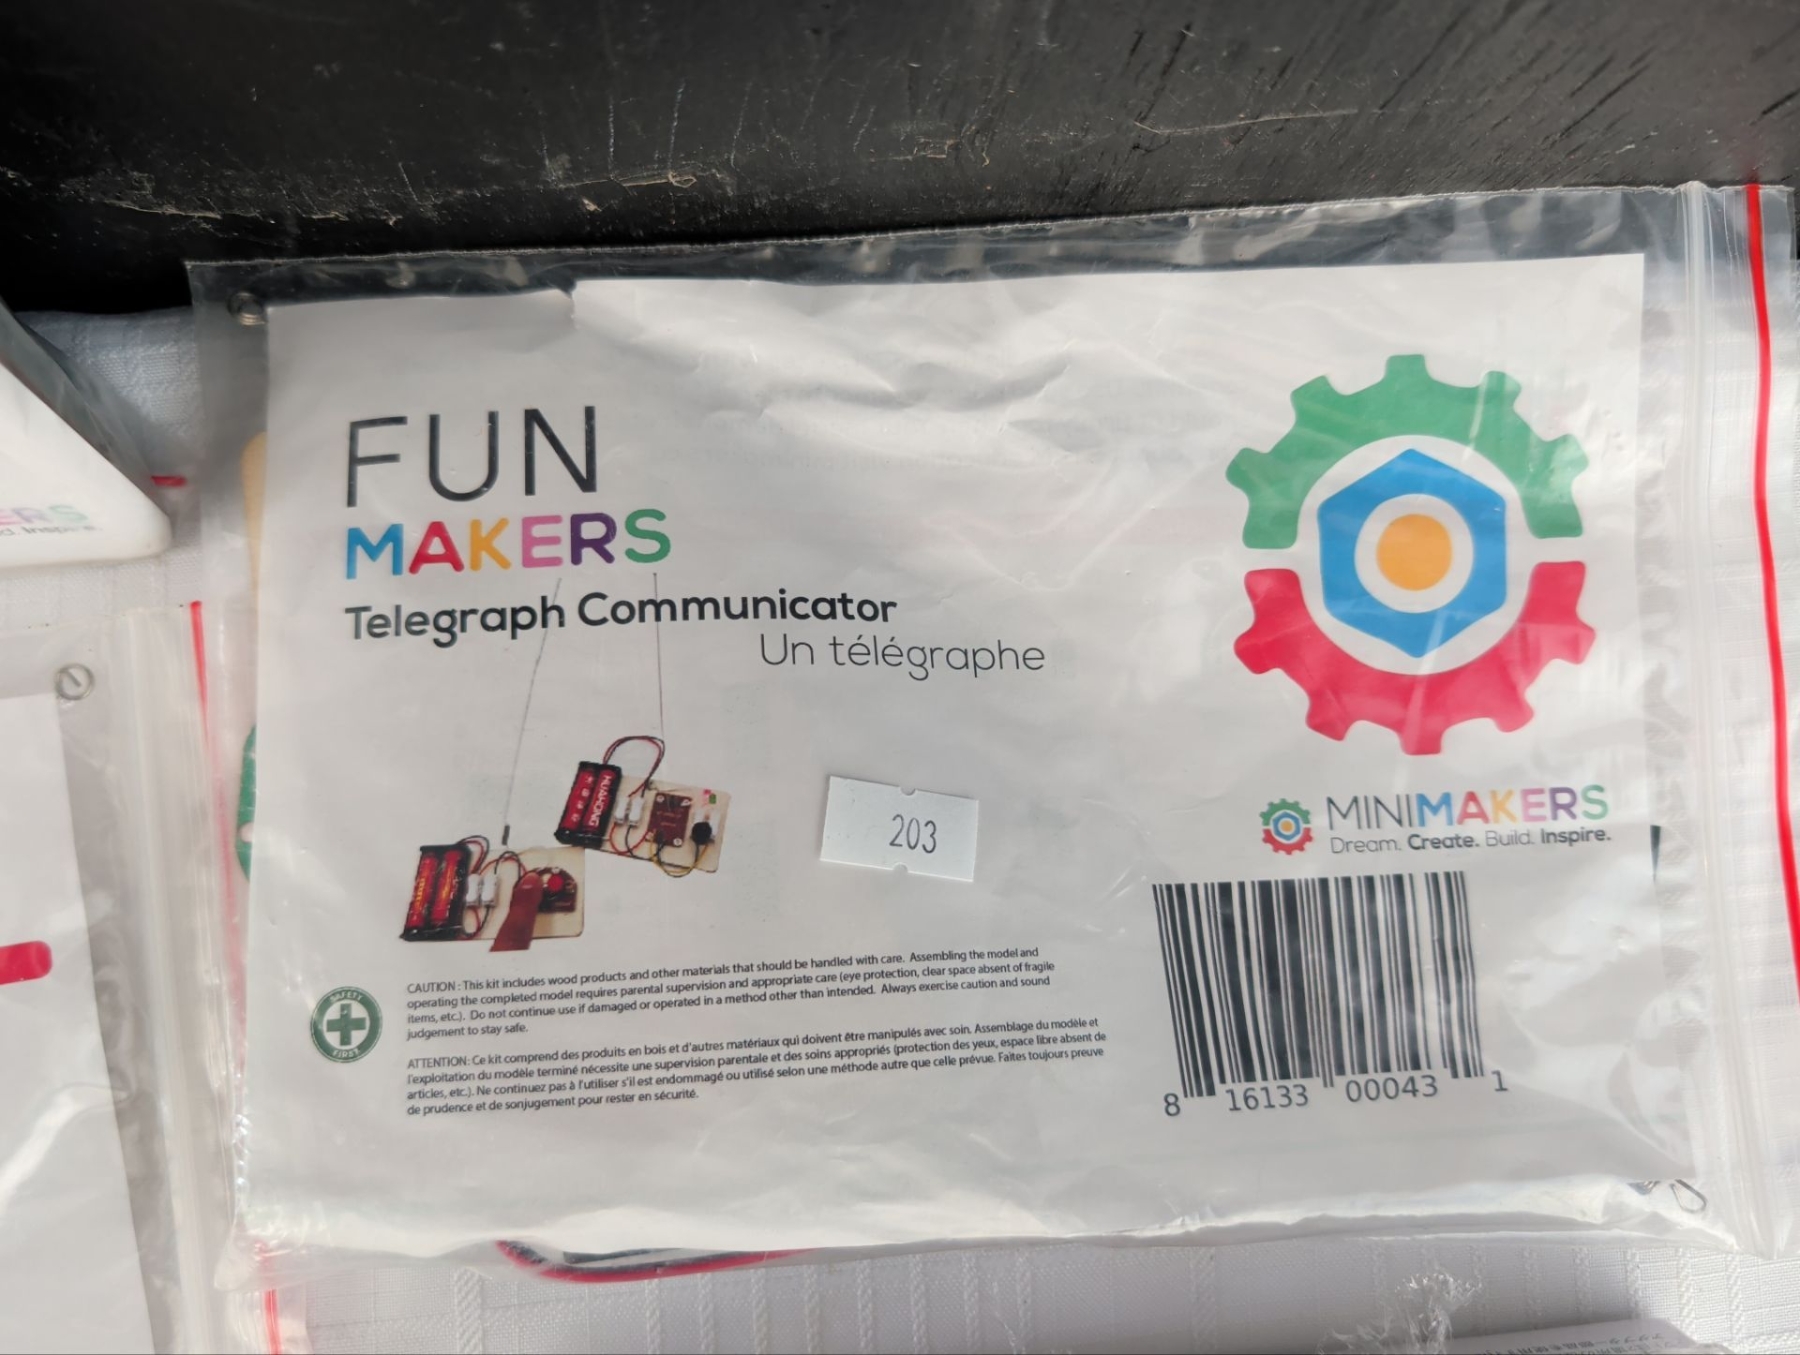 FUN
MAKERS
Telegraph Communicator
Un télégraphe
HUAHONG
203
MINIMAKERS
Dream. Create. Build. Inspire.
SAFETY
FIRST
CAUTION : This kit includes wood products and other materials that should be handled with care. Assembling the model and
operating the completed model requires parental supervision and appropriate care (eye protection, clear space absent of fragile
items, etc.). Do not continue use if damaged or operated in a method other than intended. Always exercise caution and sound
judgement to stay safe.
ATTENTION: Ce kit comprend des produits en bois et d'autres matériaux qui doivent être manipulés avec soin. Assemblage du modèle et
l'exploitation du modèle terminé nécessite une supervision parentale et des soins appropriés (protection des yeux, espace libre absent de
articles, etc.). Ne continuez pas à l'utiliser s'il est endommagé ou utilisé selon une méthode autre que celle prévue. Faites toujours preuve
de prudence et de sonjugement pour rester en sécurité.
8 16133 00043 1
ERS
d. Inspire.